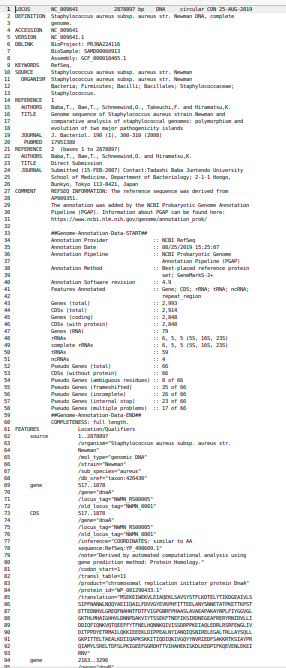 1 LOCUS NC_009641 2878897 bp DNA circular CON 25-AUG-2019
2 DEFINITION Staphylococcus aureus subsp. aureus str. Newman DNA, complete
3 genome.
4 ACCESSION NC_009641
5 VERSION NC_009641.1
6 DBLINK BioProject: PRJNA224116
7 BioSample: SAMD00060913
8 Assembly: GCF_000010465.1
9 KEYWORDS RefSeq.
10 SOURCE Staphylococcus aureus subsp. aureus str. Newman
11 ORGANISM Staphylococcus aureus subsp. aureus str. Newman
12 Bacteria; Firmicutes; Bacilli; Bacillales; Staphylococcaceae;
13 Staphylococcus.
14 REFERENCE 1
15 AUTHORS Baba,T., Bae,T., Schneewind,O., Takeuchi,F. and Hiramatsu,K.
16 TITLE Genome sequence of Staphylococcus aureus strain Newman and
17 comparative analysis of staphylococcal genomes: polymorphism and
18 evolution of two major pathogenicity islands
19 JOURNAL J. Bacteriol. 190 (1), 300-310 (2008)
20 PUBMED 17951380
21 REFERENCE 2 (bases 1 to 2878897)
22 AUTHORS Baba,T., Bae,T., Schneewind,O. and Hiramatsu,K.
23 TITLE Direct Submission
24 JOURNAL Submitted (15-FEB-2007) Contact:Tadashi Baba Juntendo University
25 School of Medicine, Department of Bacteriology; 2-1-1 Hongo,
26 Bunkyo, Tokyo 113-8421, Japan
27 COMMENT REFSEQ INFORMATION: The reference sequence was derived from
28 AP009351.
29 The annotation was added by the NCBI Prokaryotic Genome Annotation
30 Pipeline (PGAP). Information about PGAP can be found here:
31 https://www.ncbi.nlm.nih.gov/genome/annotation_prok/
32
33 ##Genome-Annotation-Data-START##
34 Annotation Provider :: NCBI RefSeq
35 Annotation Date :: 08/25/2019 15:25:07
36 Annotation Pipeline :: NCBI Prokaryotic Genome
37 Annotation Pipeline (PGAP)
38 Annotation Method :: Best-placed reference protein
39 set; GeneMarkS-2+
40 Annotation Software revision :: 4.9
41 Features Annotated :: Gene; CDS; rRNA; tRNA; ncRNA;
42 repeat_region
43 Genes (total) :: 2,993
44 CDSs (total) :: 2,914
45 Genes (coding) :: 2,848
46 CDSs (with protein) :: 2,848
47 Genes (RNA) :: 79
48 rRNAs :: 6, 5, 5 (5S, 16S, 23S)
49 complete rRNAs :: 6, 5, 5 (5S, 16S, 23S)
50 tRNAs :: 59
51 ncRNAs :: 4
52 Pseudo Genes (total) :: 66
53 CDSs (without protein) :: 66
54 Pseudo Genes (ambiguous residues) :: 0 of 66
55 Pseudo Genes (frameshifted) :: 35 of 66
56 Pseudo Genes (incomplete) :: 26 of 66
57 Pseudo Genes (internal stop) :: 23 of 66
58 Pseudo Genes (multiple problems) :: 17 of 66
59 ##Genome-Annotation-Data-END##
60 COMPLETENESS: full length.
61 FEATURES Location/Qualifiers
62 source 1..2878897
63 /organism="Staphylococcus aureus subsp. aureus str.
64 Newman"
65 /mol_type="genomic DNA"
66 /strain="Newman"
67 /sub_species="aureus"
68 /db_xref="taxon:426430"
69 gene 517..1878
70 /gene="dnaA"
71 /locus_tag="NWMN_RS00005"
72 /old_locus_tag="NWMN_0001"
73 CDS 517..1878
74 /gene="dnaA"
75 /locus_tag="NWMN_RS00005"
76 /old_locus_tag="NWMN_0001"
77 /inference="COORDINATES: similar to AA
78 sequence:RefSeq:YP_498609.1"
79 /note="Derived by automated computational analysis using
80 gene prediction method: Protein Homology."
81 /codon_start=1
82 /transl_table=11
83 /product="chromosomal replication initiator protein DnaA"
84 /protein_id="WP_001290433.1"
85
86
87
88
89
90
91
92
93
94
95 gene 2163..3296